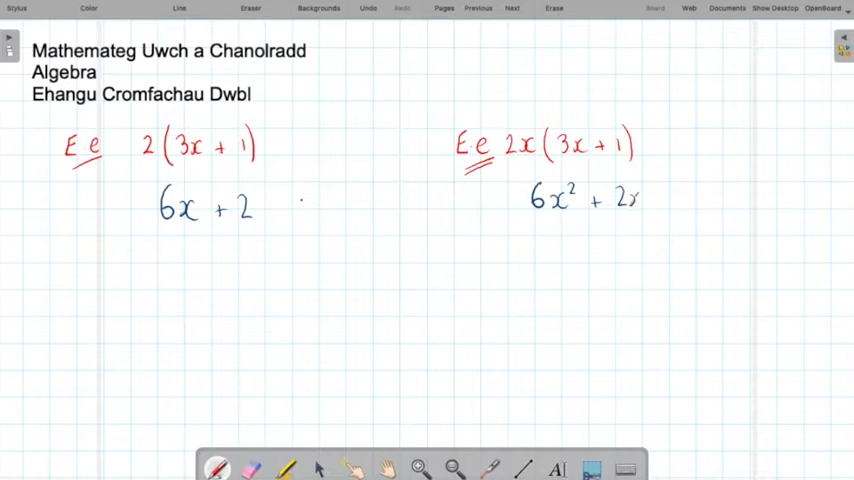 Stylus Color Line Eraser Backgrounds Undo Redo Pages Previous Next Erase Board Web Documents Show Desktop OpenBoard
Mathemateg Uwch a Chanolradd
Algebra
Ehangu Cromfachau Dwbl
E.e 2(3x + 1)
6x + 2
E.e 2x(3x + 1)
6x² + 2x